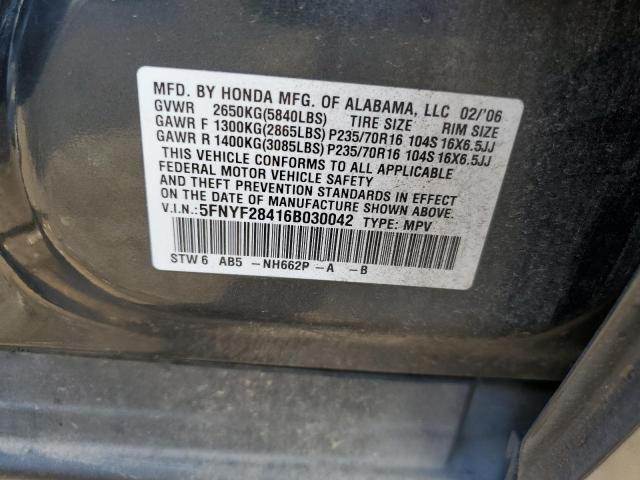 MFD. BY HONDA MFG. OF ALABAMA, LLC 02/'06
GVWR 2650KG(5840LBS) TIRE SIZE RIM SIZE
GAWR F 1300KG(2865LBS) P235/70R16 104S 16X6.5JJ
GAWR R 1400KG(3085LBS) P235/70R16 104S 16X6.5JJ
THIS VEHICLE CONFORMS TO ALL APPLICABLE
FEDERAL MOTOR VEHICLE SAFETY
AND THEFT PREVENTION STANDARDS IN EFFECT
ON THE DATE OF MANUFACTURE SHOWN ABOVE.
V.I.N.: 5FNYF28416B030042 TYPE: MPV
STW 6 AB5 -NH662P -A -B